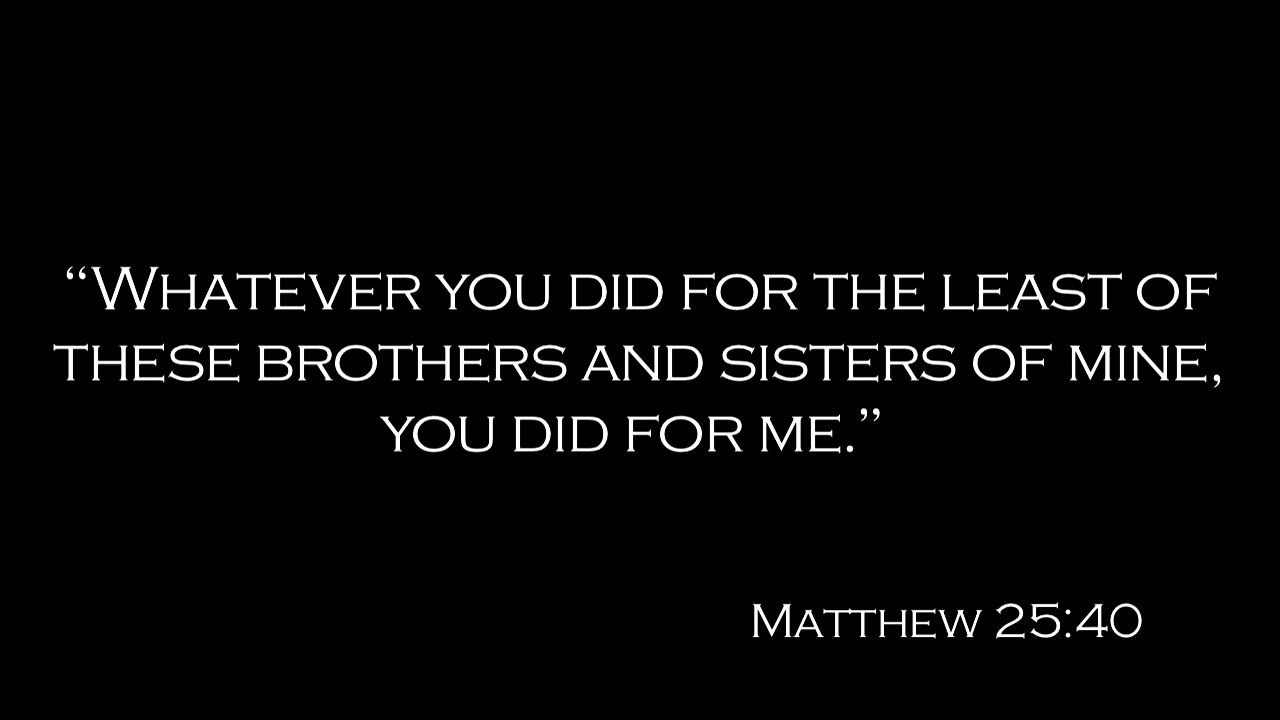 “Whatever you did for the least of
these brothers and sisters of mine,
you did for me.”
Matthew 25:40